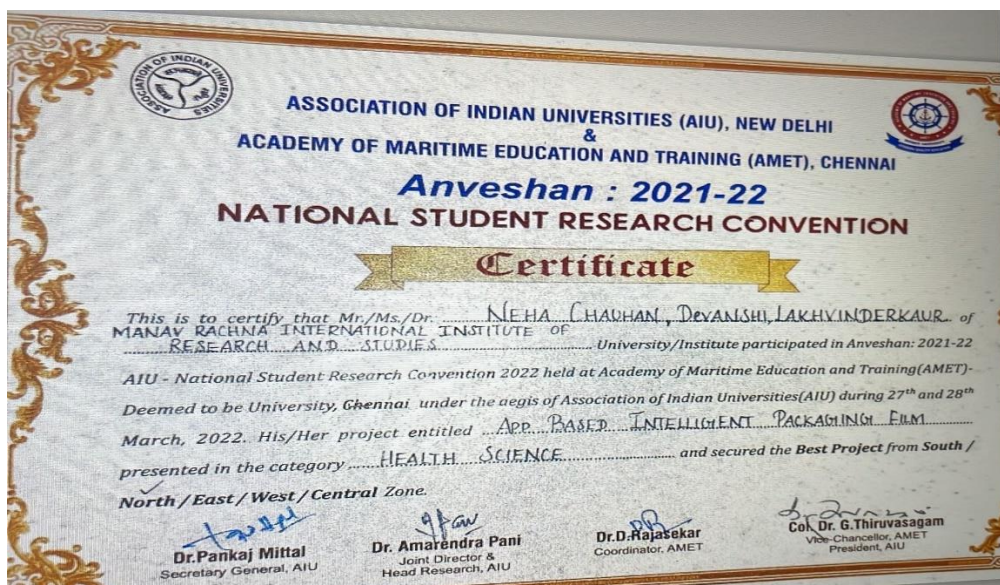 ASSOCIATION OF INDIAN UNIVERSITIES
ASSOCIATION OF INDIAN UNIVERSITIES (AIU), NEW DELHI
&
ACADEMY OF MARITIME EDUCATION AND TRAINING (AMET), CHENNAI
Anveshan : 2021-22
NATIONAL STUDENT RESEARCH CONVENTION
Certificate
This is to certify that Mr./Ms./Dr. NEHA CHAUHAN, DEVANSHI, LAKHVINDERKAUR of
MANAV RACHNA INTERNATIONAL INSTITUTE OF
RESEARCH AND STUDIES University/Institute participated in Anveshan: 2021-22
AIU - National Student Research Convention 2022 held at Academy of Maritime Education and Training(AMET)-
Deemed to be University, Chennai under the aegis of Association of Indian Universities(AIU) during 27th and 28th
March, 2022. His/Her project entitled APP BASED INTELLIGENT PACKAGING FILM
presented in the category HEALTH SCIENCE and secured the Best Project from South /
North / East / West / Central Zone.
Dr.Pankaj Mittal
Secretary General, AIU
Dr. Amarendra Pani
Joint Director &
Head Research, AIU
Dr.D.Rajasekar
Coordinator, AMET
Col. Dr. G.Thiruvasagam
Vice-Chancellor, AMET
President, AIU